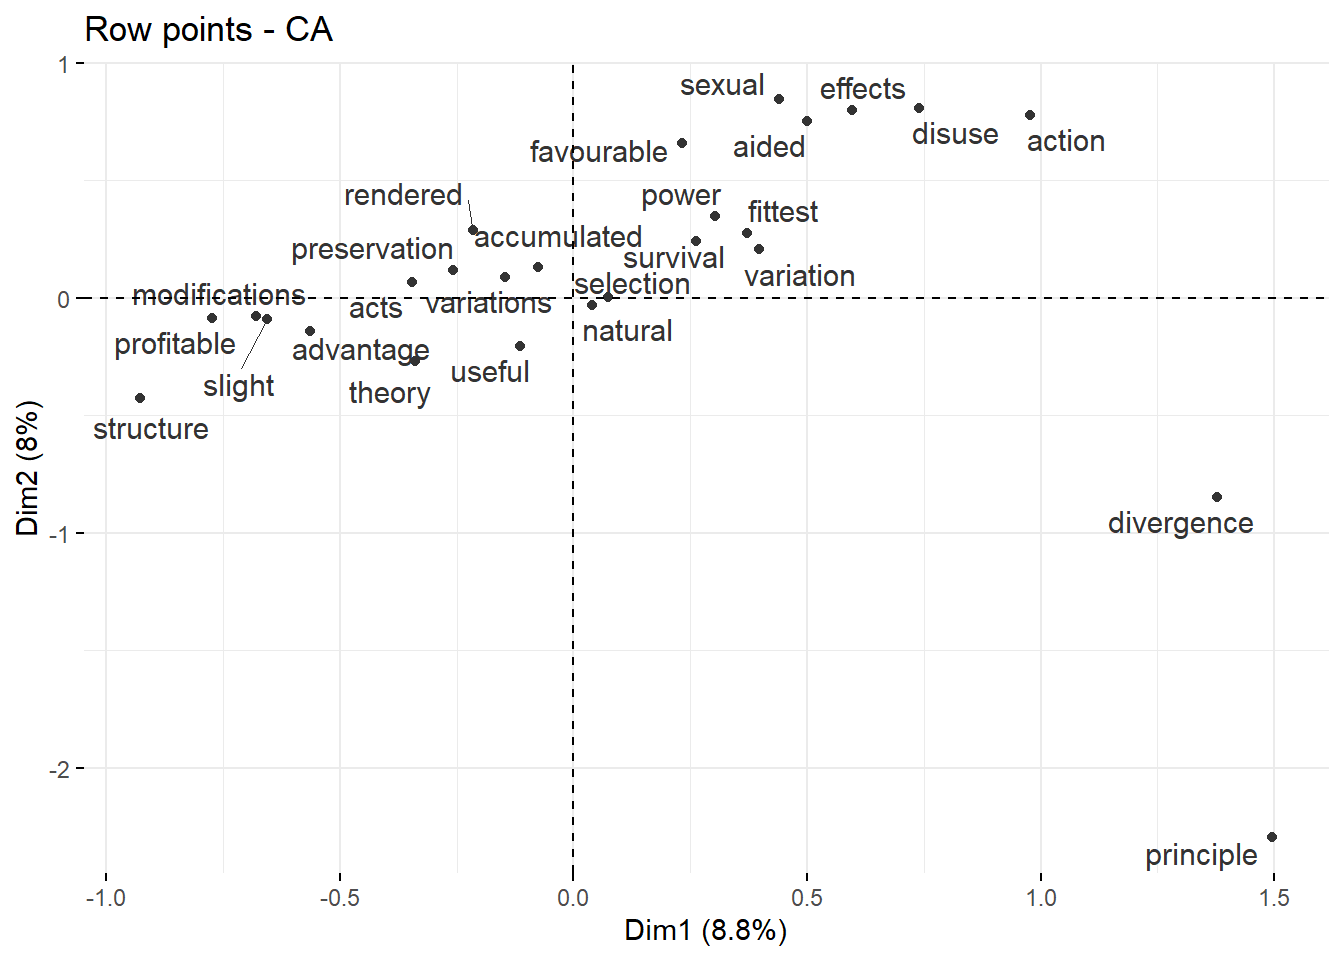 Row points - CA
1
sexual
effects
disuse
action
aided
favourable
rendered
power
fittest
accumulated
preservation
survival
variation
selection
modifications
0
acts
variations
natural
profitable
advantage
useful
slight
theory
structure
Dim2 (8%)
divergence
-1
-2
principle
-1.0
-0.5
0.0
0.5
1.0
1.5
Dim1 (8.8%)